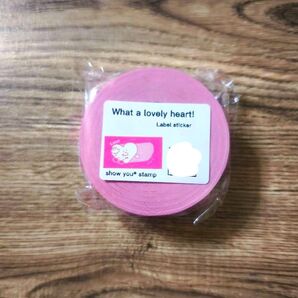 What a lovely heart!
Label sticker
show you* stamp